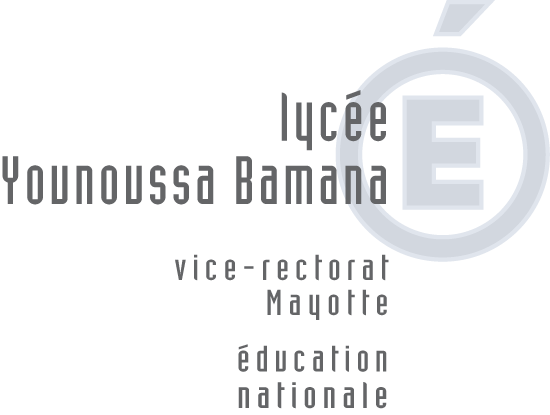 lycée
Younoussa Bamana
vice-rectorat
Mayotte
éducation
nationale
É